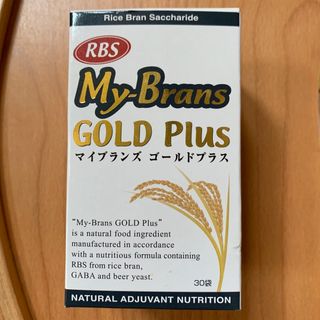 Rice Bran Saccharide
RBS
My-Brans
GOLD Plus
マイブランズ ゴールドプラス
“My-Brans GOLD Plus”
is a natural food ingredient
manufactured in accordance
with a nutritious formula containing
RBS from rice bran,
GABA and beer yeast.
30袋
NATURAL ADJUVANT NUTRITION